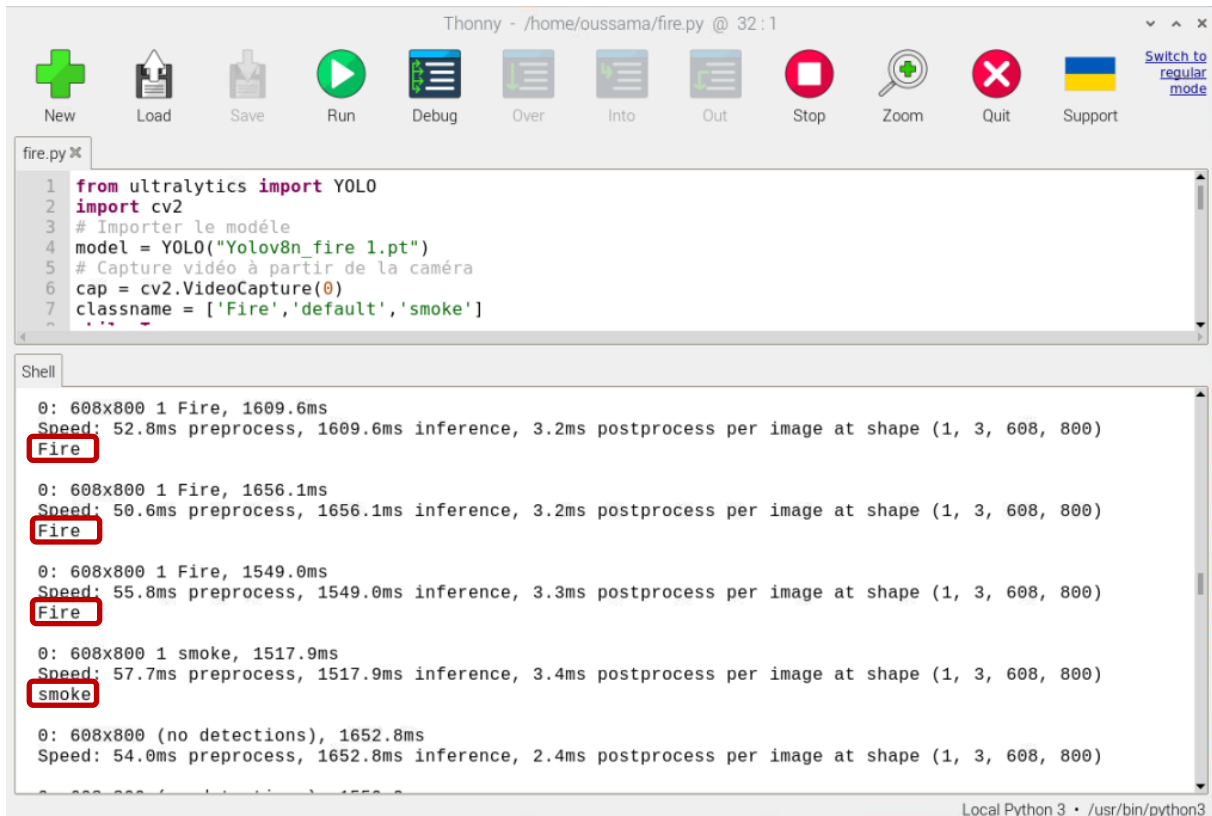 Thonny - /home/oussama/fire.py @ 32 : 1
New Load Save Run Debug Over Into Out Stop Zoom Quit Support
Switch to
regular
mode
fire.py
1 from ultralytics import YOLO
2 import cv2
3 # Importer le modéle
4 model = YOLO("Yolov8n_fire 1.pt")
5 # Capture vidéo à partir de la caméra
6 cap = cv2.VideoCapture(0)
7 classname = ['Fire','default','smoke']
Shell
0: 608x800 1 Fire, 1609.6ms
Speed: 52.8ms preprocess, 1609.6ms inference, 3.2ms postprocess per image at shape (1, 3, 608, 800)
Fire
0: 608x800 1 Fire, 1656.1ms
Speed: 50.6ms preprocess, 1656.1ms inference, 3.2ms postprocess per image at shape (1, 3, 608, 800)
Fire
0: 608x800 1 Fire, 1549.0ms
Speed: 55.8ms preprocess, 1549.0ms inference, 3.3ms postprocess per image at shape (1, 3, 608, 800)
Fire
0: 608x800 1 smoke, 1517.9ms
Speed: 57.7ms preprocess, 1517.9ms inference, 3.4ms postprocess per image at shape (1, 3, 608, 800)
smoke
0: 608x800 (no detections), 1652.8ms
Speed: 54.0ms preprocess, 1652.8ms inference, 2.4ms postprocess per image at shape (1, 3, 608, 800)
Local Python 3 • /usr/bin/python3